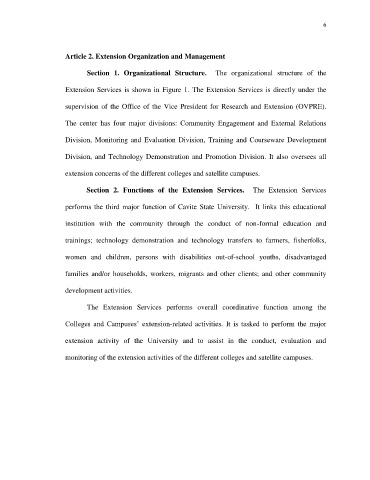 6
Article 2. Extension Organization and Management
Section 1. Organizational Structure. The organizational structure of the
Extension Services is shown in Figure 1. The Extension Services is directly under the
supervision of the Office of the Vice President for Research and Extension (OVPRE).
The center has four major divisions: Community Engagement and External Relations
Division, Monitoring and Evaluation Division, Training and Courseware Development
Division, and Technology Demonstration and Promotion Division. It also oversees all
extension concerns of the different colleges and satellite campuses.
Section 2. Functions of the Extension Services. The Extension Services
performs the third major function of Cavite State University. It links this educational
institution with the community through the conduct of non-formal education and
trainings; technology demonstration and technology transfers to farmers, fisherfolks,
women and children, persons with disabilities out-of-school youths, disadvantaged
families and/or households, workers, migrants and other clients; and other community
development activities.
The Extension Services performs overall coordinative function among the
Colleges and Campuses' extension-related activities. It is tasked to perform the major
extension activity of the University and to assist in the conduct, evaluation and
monitoring of the extension activities of the different colleges and satellite campuses.